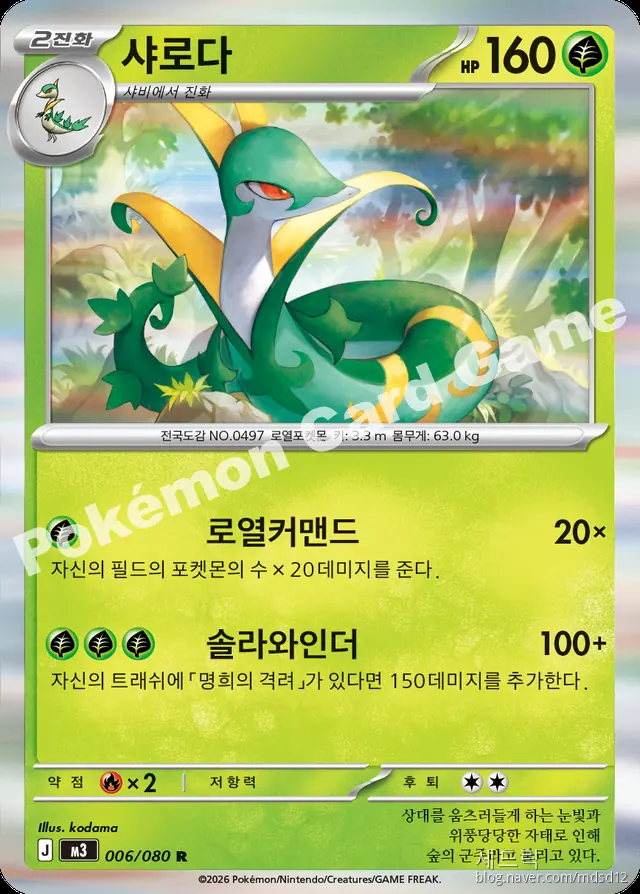 2진화
샤로다
HP 160
샤비에서 진화
전국도감 NO.0497 로열포켓몬 키: 3.3 m 몸무게: 63.0 kg
로열커맨드 20×
자신의 필드의 포켓몬의 수 × 20데미지를 준다.
솔라와인더 100+
자신의 트래쉬에 「명희의 격려」가 있다면 150데미지를 추가한다.
약점 ×2 저항력 후퇴
Illus. kodama
J M3 006/080 R
상대를 움츠러들게 하는 눈빛과
위풍당당한 자태로 인해
숲의 군주라고 불리고 있다.
©2026 Pokémon/Nintendo/Creatures/GAME FREAK.
Pokémon Card Game
blog.naver.com/mdsd12